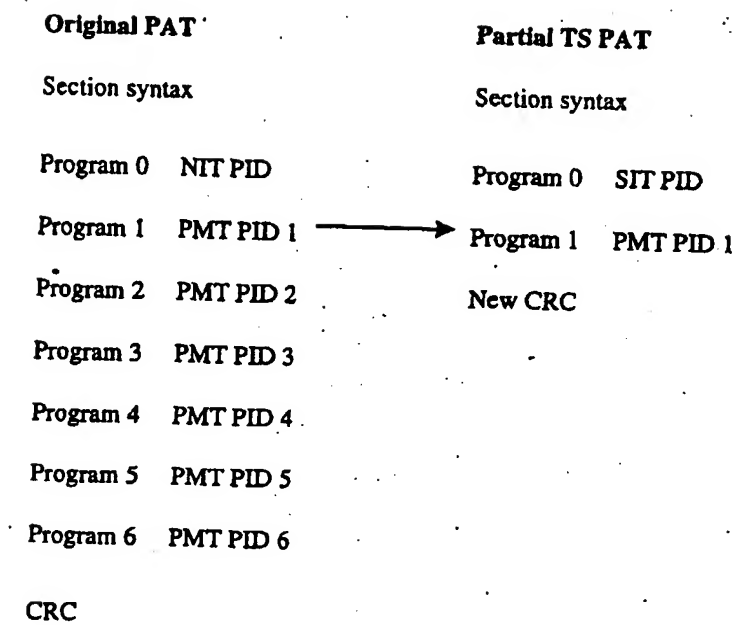 Original PAT
Section syntax
Program 0 NIT PID
Program 1 PMT PID 1
Program 2 PMT PID 2
Program 3 PMT PID 3
Program 4 PMT PID 4
Program 5 PMT PID 5
Program 6 PMT PID 6
CRC
Partial TS PAT
Section syntax
Program 0 SIT PID
Program 1 PMT PID 1
New CRC